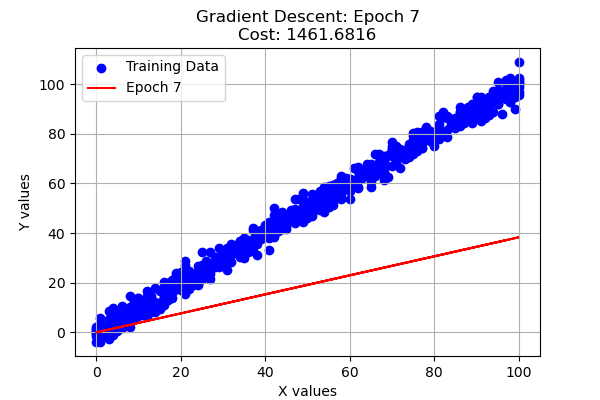 Gradient Descent: Epoch 7
Cost: 1461.6816
Training Data
Epoch 7
Y values
100
80
60
40
20
0
0 20 40 60 80 100
X values